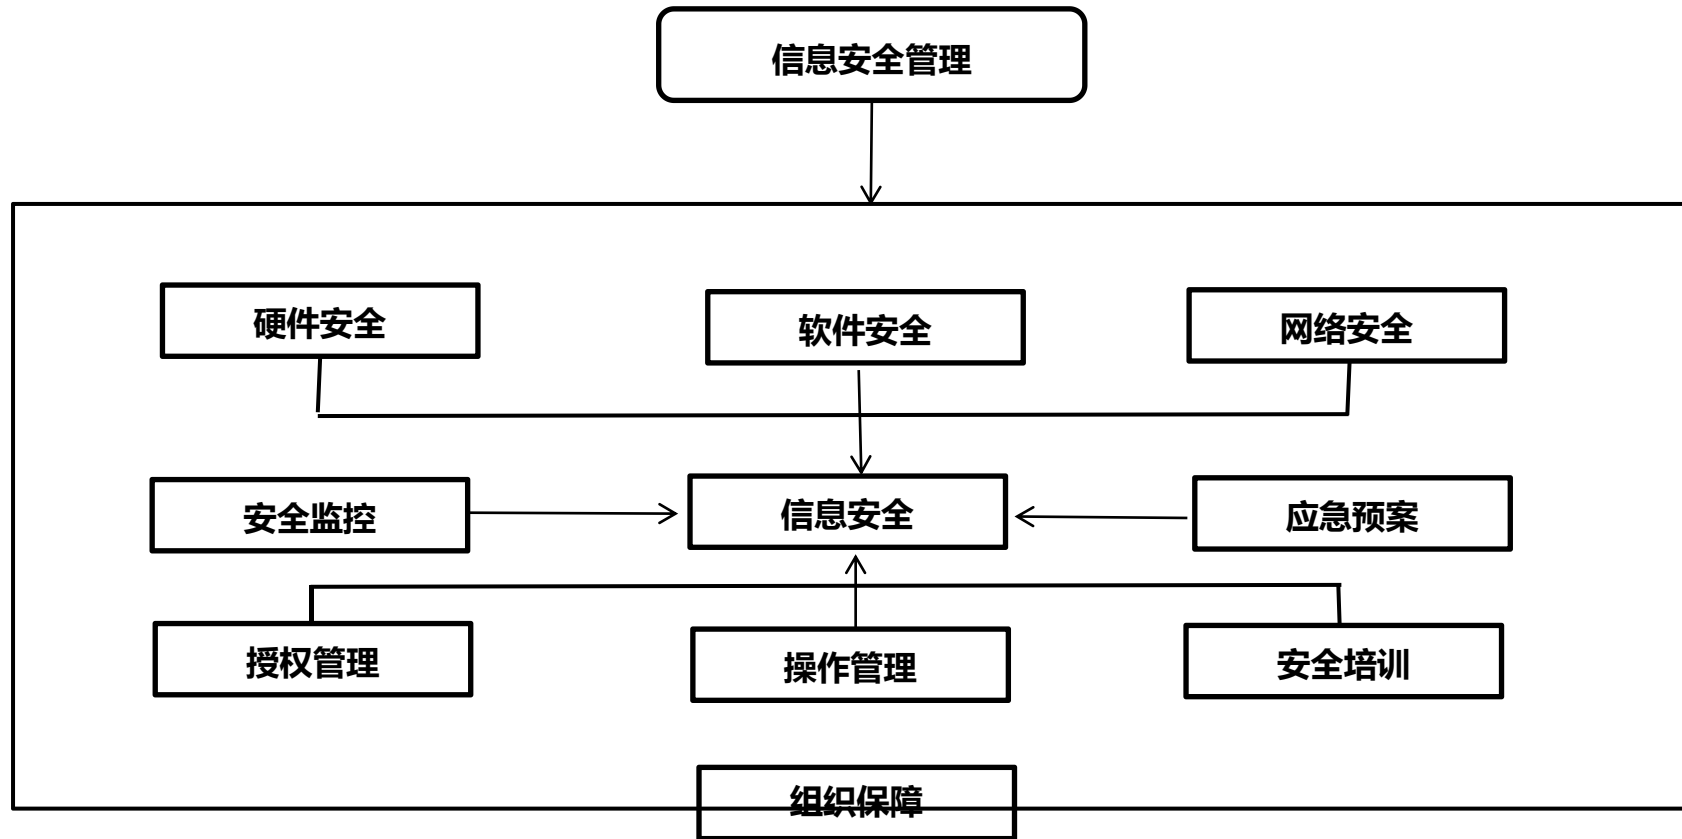 信息安全管理
硬件安全
软件安全
网络安全
安全监控
信息安全
应急预案
授权管理
操作管理
安全培训
组织保障